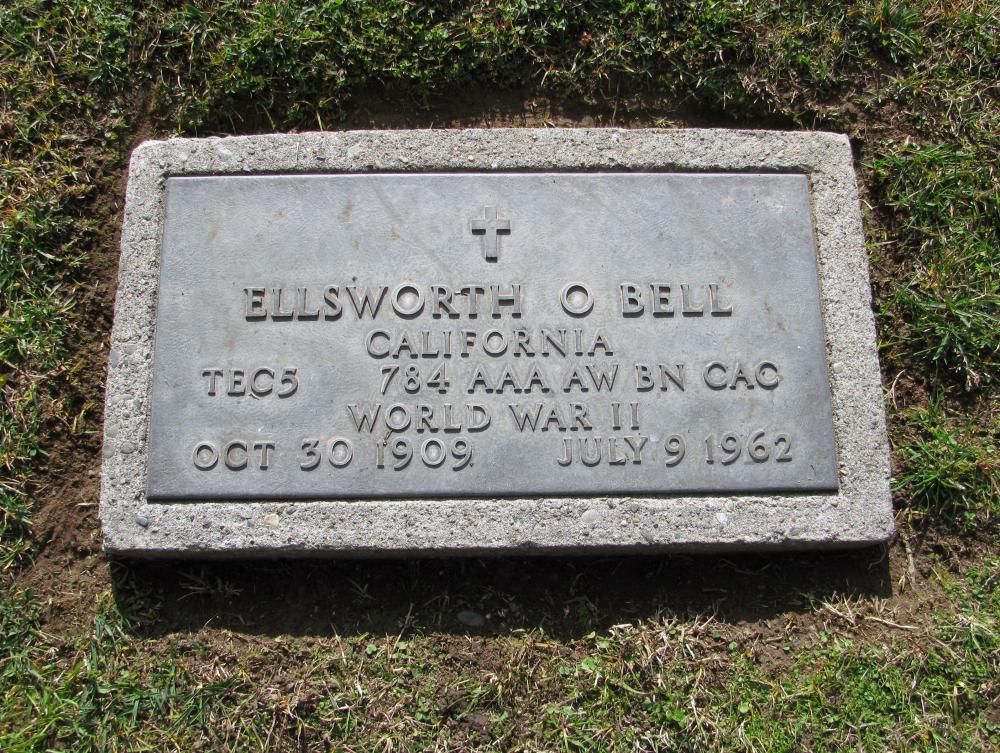 ELLSWORTH O BELL
CALIFORNIA
TEC5 784 AAA AW BN CAC
WORLD WAR II
OCT 30 1909 JULY 9 1962